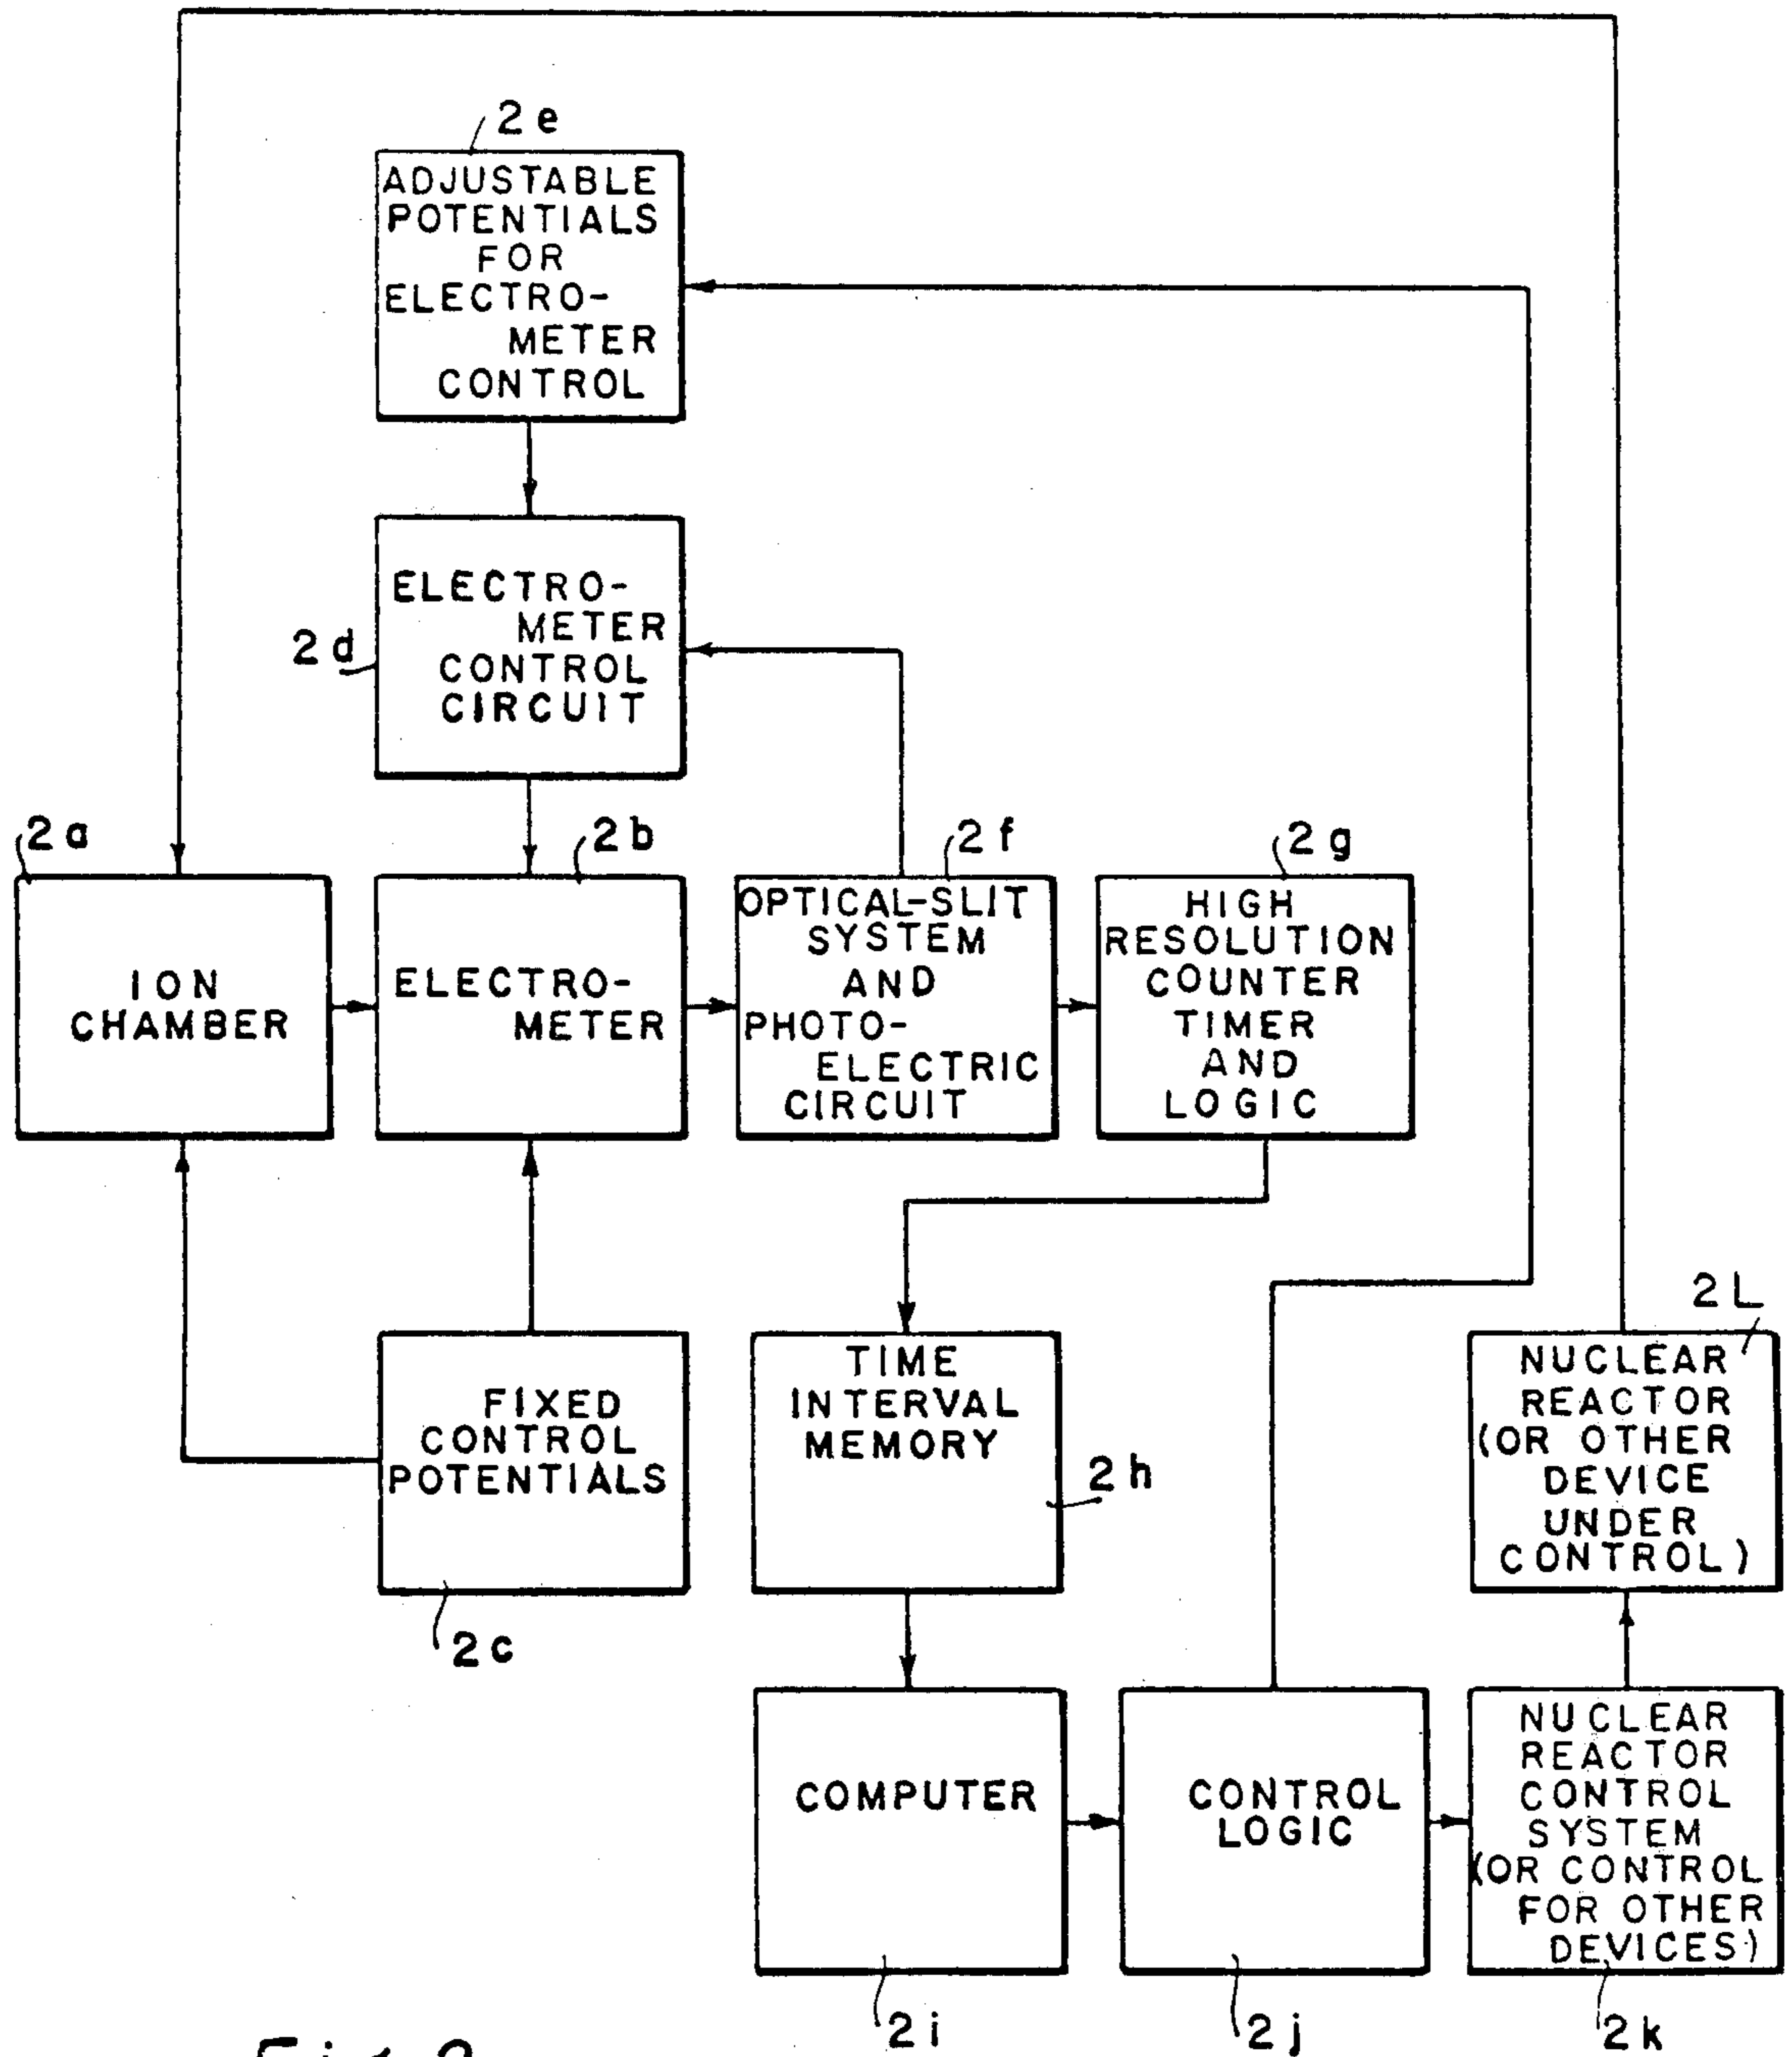 2e
ADJUSTABLE
POTENTIALS
FOR
ELECTRO-
METER
CONTROL
2d
ELECTRO-
METER
CONTROL
CIRCUIT
2a
ION
CHAMBER
2b
ELECTRO-
METER
2f
OPTICAL-SLIT
SYSTEM
AND
PHOTO-
ELECTRIC
CIRCUIT
2g
HIGH
RESOLUTION
COUNTER
TIMER
AND
LOGIC
FIXED
CONTROL
POTENTIALS
2c
TIME
INTERVAL
MEMORY
2h
2L
NUCLEAR
REACTOR
(OR OTHER
DEVICE
UNDER
CONTROL)
COMPUTER
2i
CONTROL
LOGIC
2j
NUCLEAR
REACTOR
CONTROL
SYSTEM
(OR CONTROL
FOR OTHER
DEVICES)
2k
Fig 2